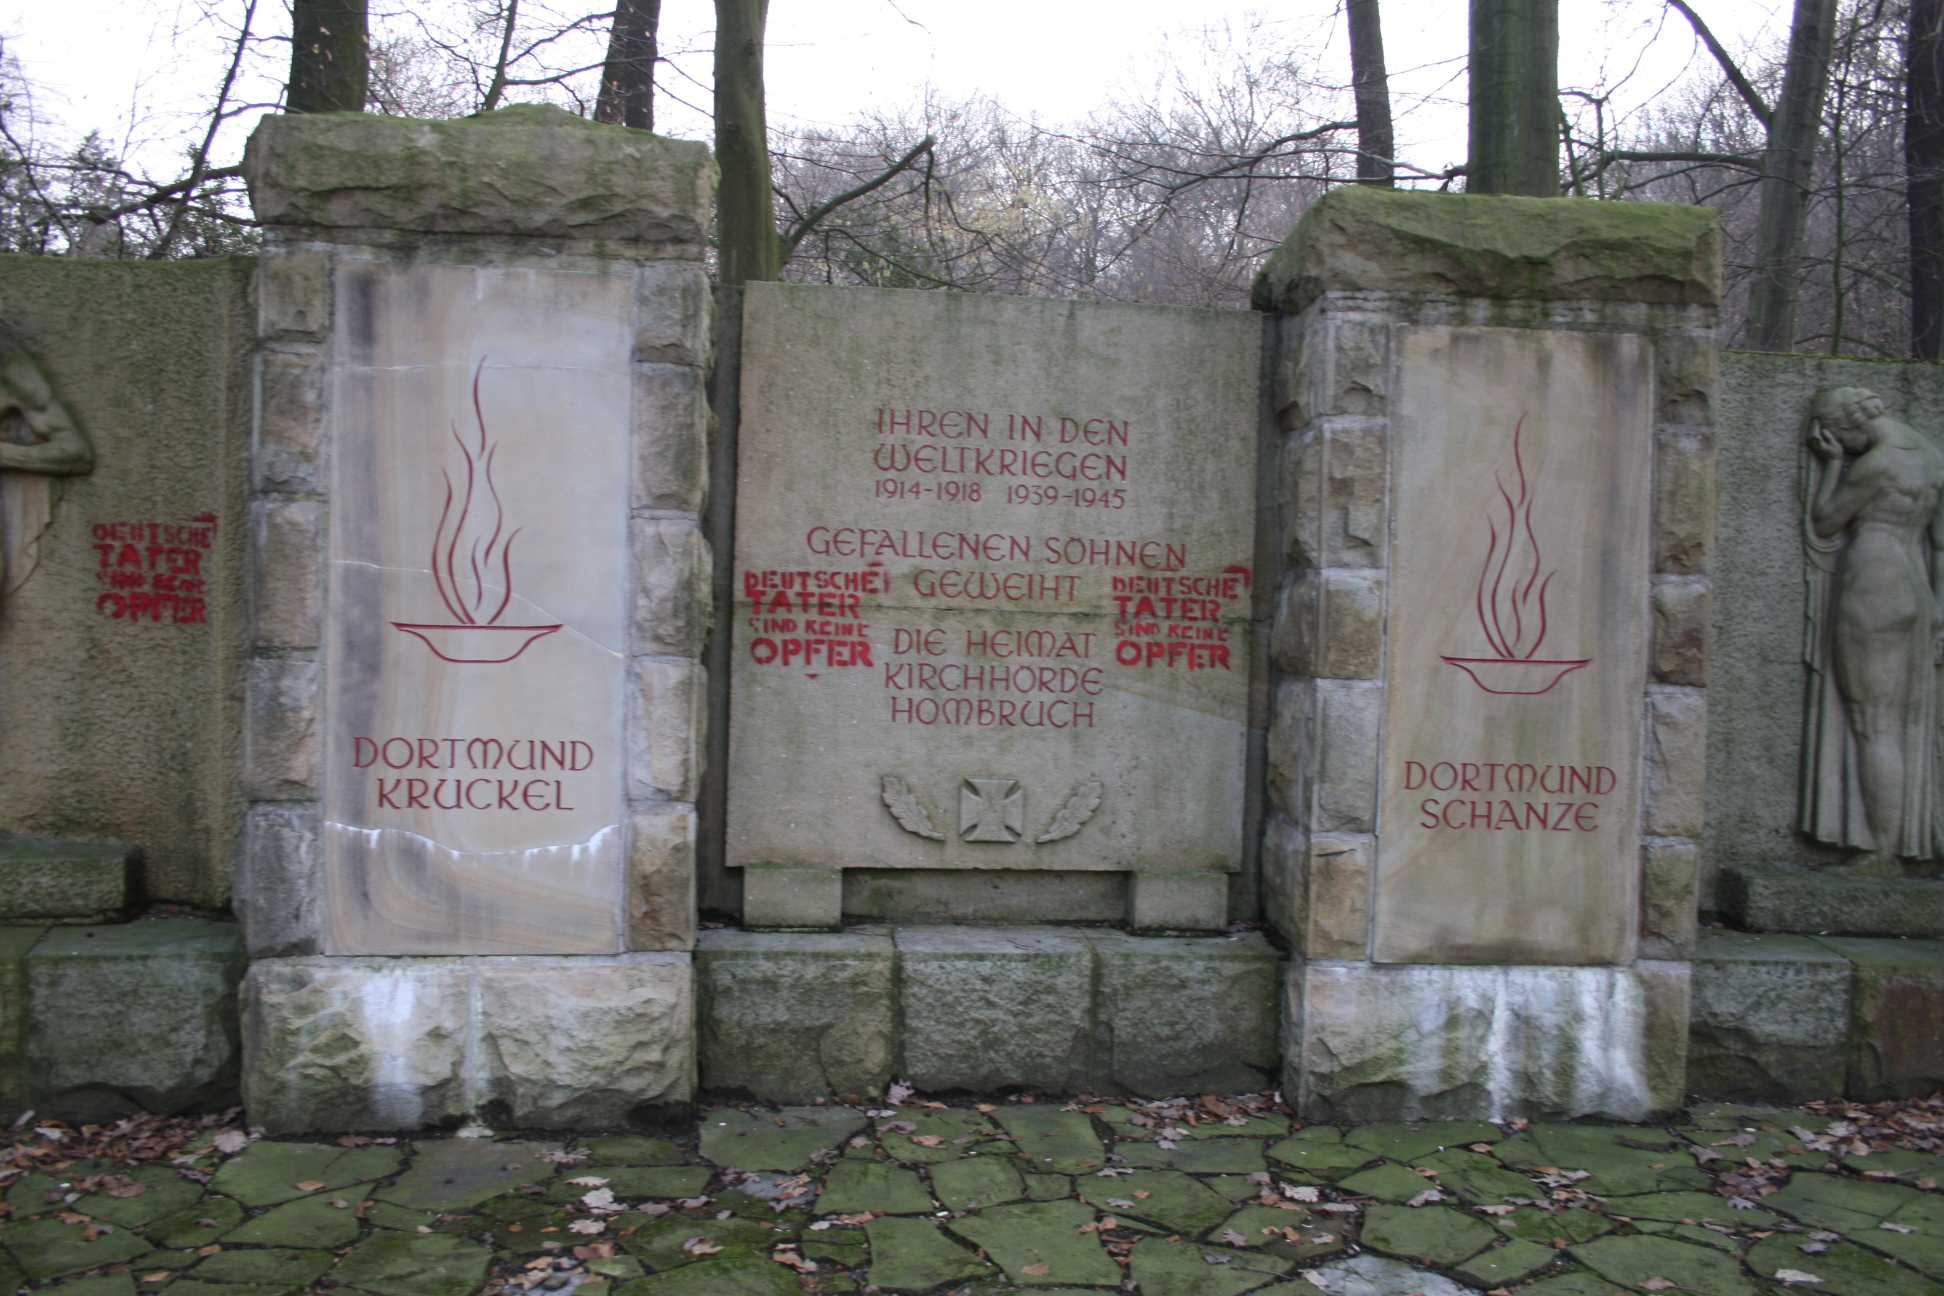 DEUTSCHE
TÄTER
SIND KEINE
OPFER
DORTMUND
KRUCKEL
IHREN IN DEN
WELTKRIEGEN
1914-1918 1939-1945
GEFALLENEN SÖHNEN
GEWEIHT
DIE HEIMAT
KIRCHHÖRDE
HOMBRUCH
DEUTSCHE
TÄTER
SIND KEINE
OPFER
DEUTSCHE
TÄTER
SIND KEINE
OPFER
DORTMUND
SCHANZE